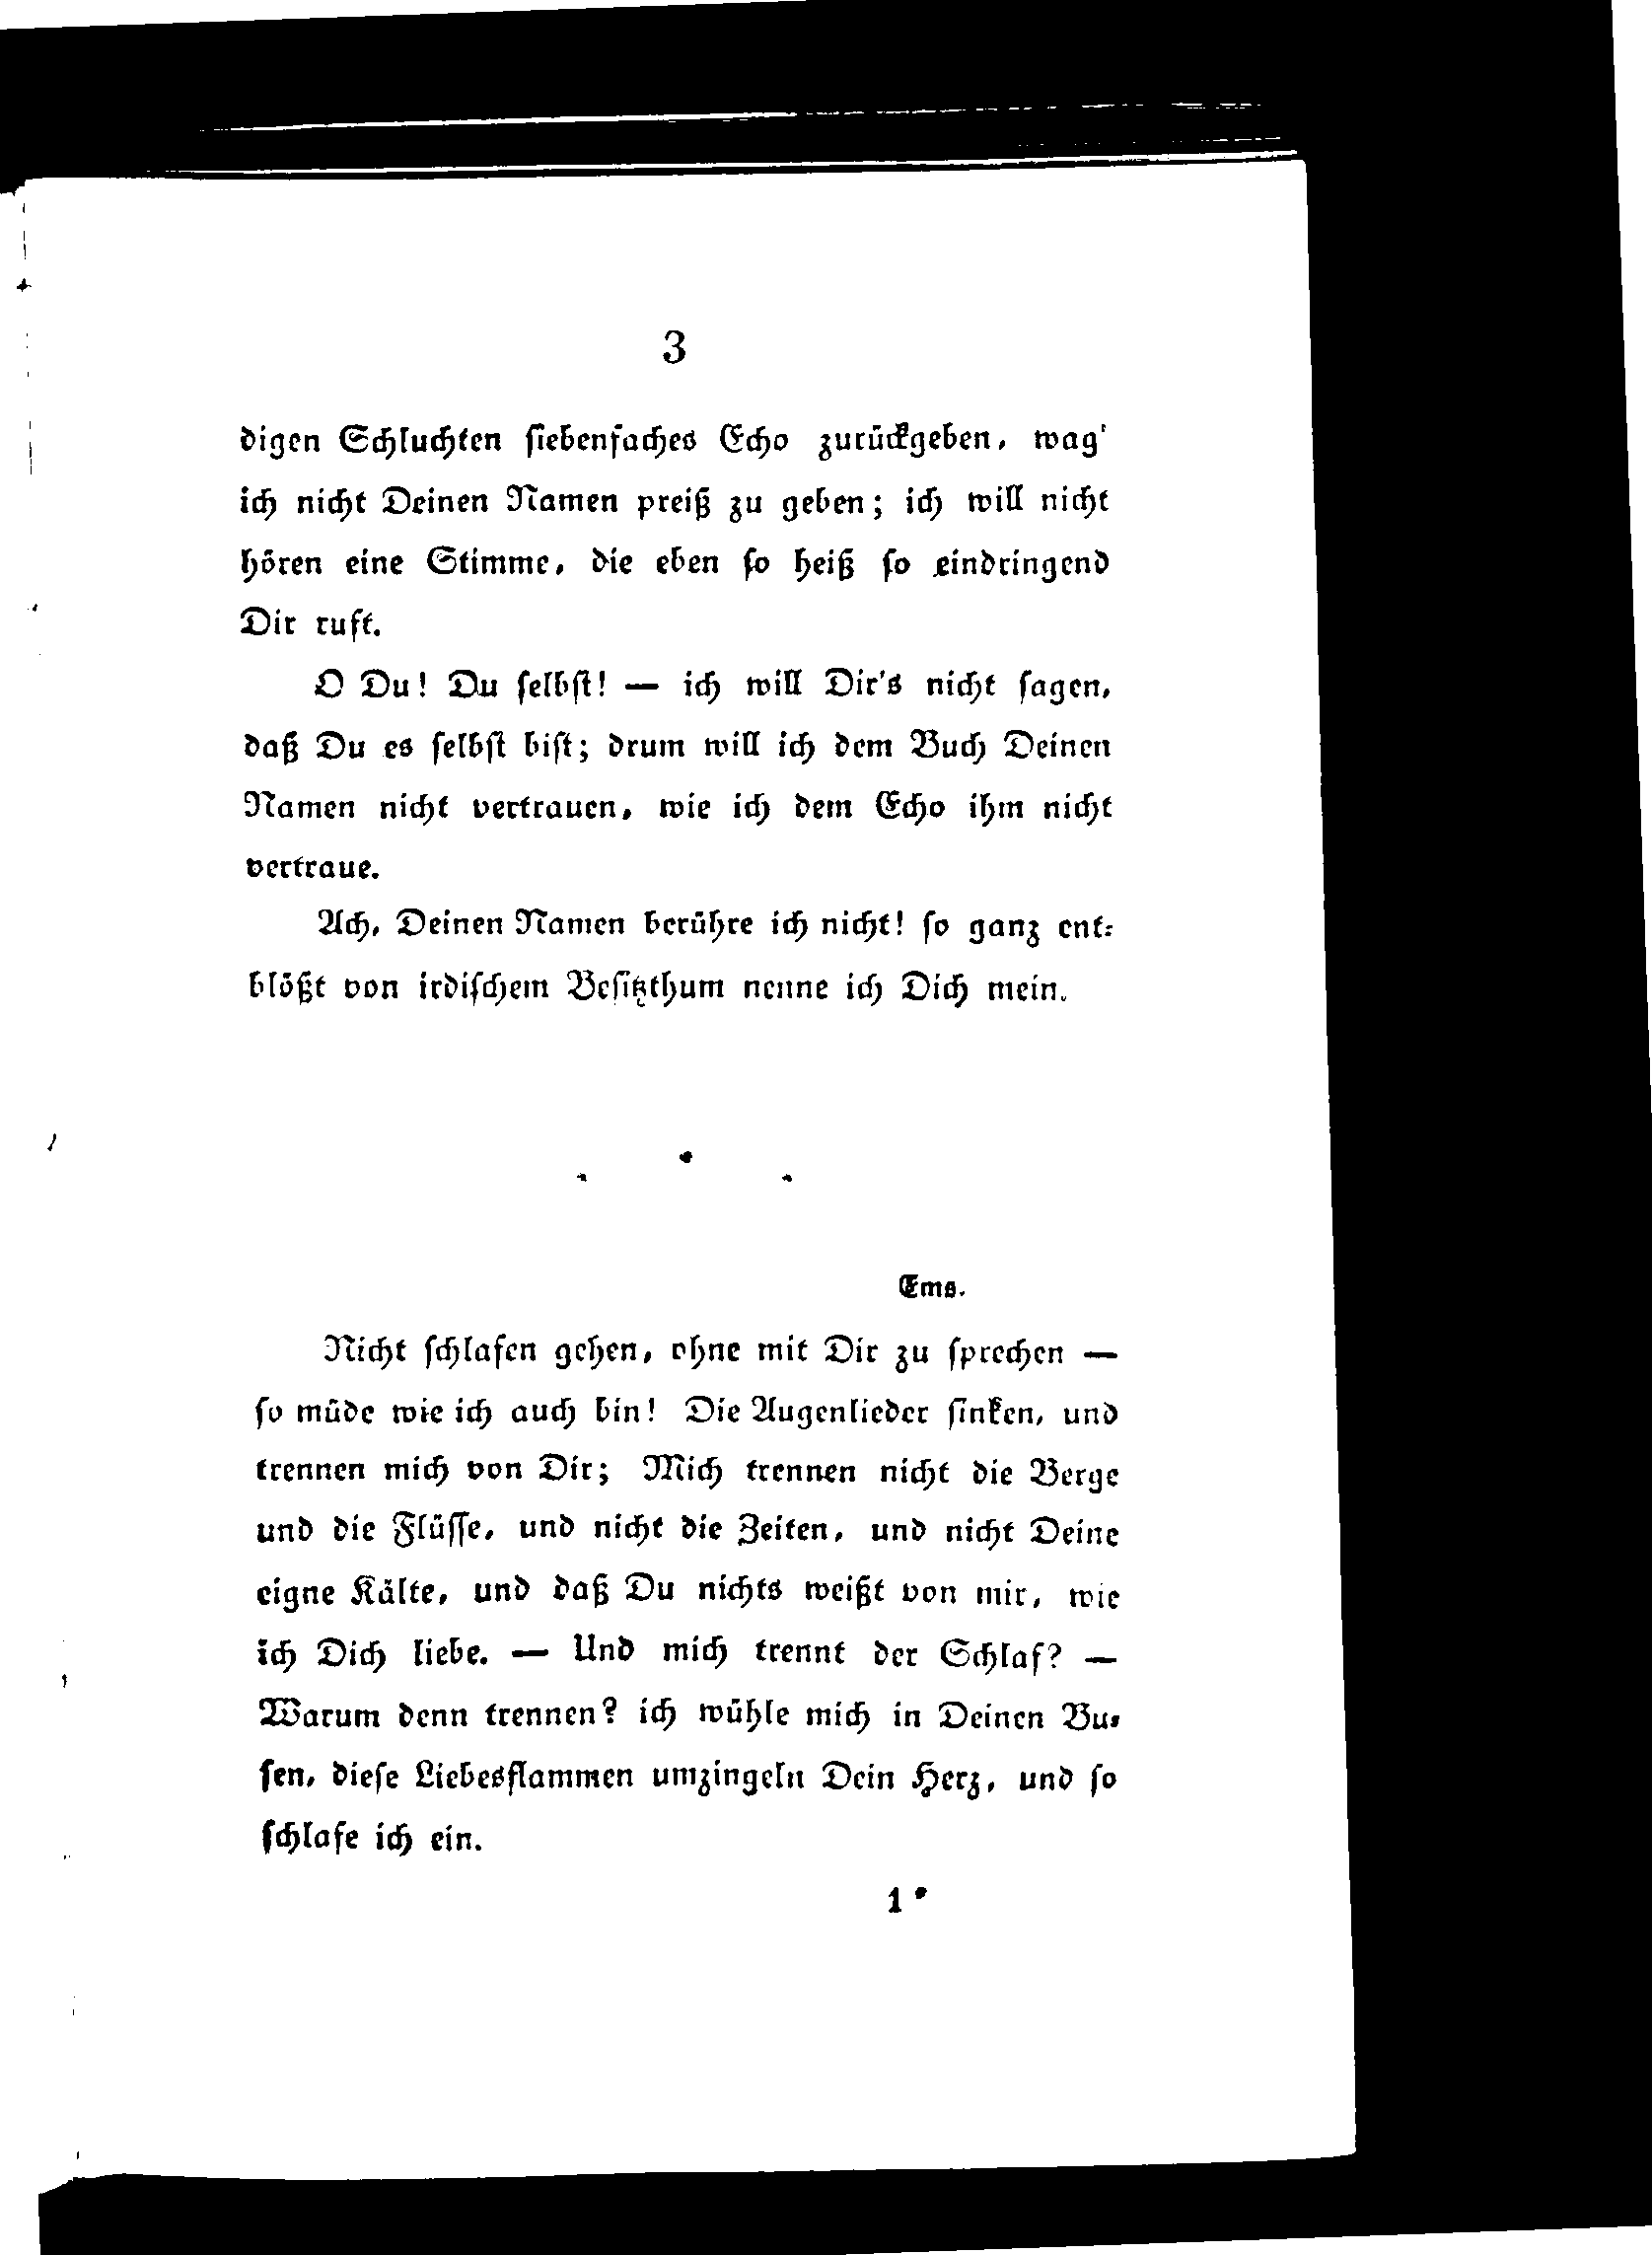 3
digen Schluchten ſiebenfaches Echo zurückgeben, wag'
ich nicht Deinen Namen preiß zu geben; ich will nicht
hören eine Stimme, die eben ſo heiß ſo eindringend
Dir ruft.
O Du! Du ſelbſt! — ich will Dir's nicht ſagen,
daß Du es ſelbſt biſt; drum will ich dem Buch Deinen
Namen nicht vertrauen, wie ich dem Echo ihm nicht
vertraue.
Ach, Deinen Namen berühre ich nicht! ſo ganz ent-
blößt von irdiſchem Beſitzthum nenne ich Dich mein.
Ems.
Nicht ſchlafen gehen, ohne mit Dir zu ſprechen —
ſo müde wie ich auch bin! Die Augenlieder ſinken, und
trennen mich von Dir; Mich trennen nicht die Berge
und die Flüſſe, und nicht die Zeiten, und nicht Deine
eigne Kälte, und daß Du nichts weißt von mir, wie
ich Dich liebe. — Und mich trennt der Schlaf? —
Warum denn trennen? ich wühle mich in Deinen Bu-
ſen, dieſe Liebesflammen umzingeln Dein Herz, und ſo
ſchlafe ich ein.
1*